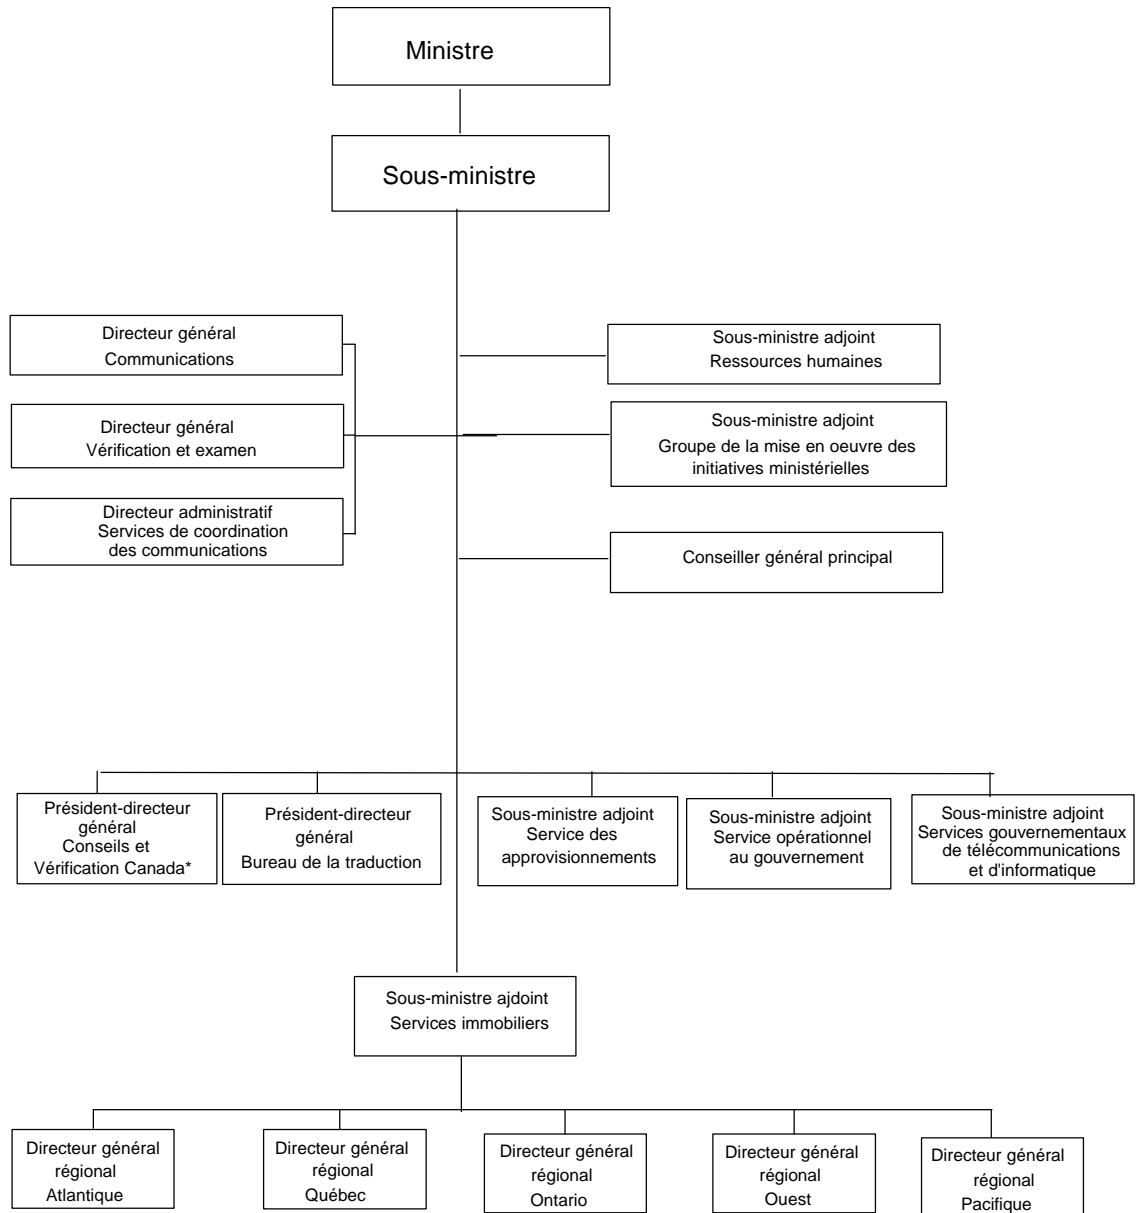 Ministre
Sous-ministre
Directeur général
Communications
Sous-ministre adjoint
Ressources humaines
Directeur général
Vérification et examen
Sous-ministre adjoint
Groupe de la mise en oeuvre des
initiatives ministérielles
Directeur administratif
Services de coordination
des communications
Conseiller général principal
Président-directeur
général
Conseils et
Vérification Canada*
Président-directeur
général
Bureau de la traduction
Sous-ministre adjoint
Service des
approvisionnements
Sous-ministre adjoint
Service opérationnel
au gouvernement
Sous-ministre adjoint
Services gouvernementaux
de télécommunications
et d'informatique
Sous-ministre ajdoint
Services immobiliers
Directeur général
régional
Atlantique
Directeur général
régional
Québec
Directeur général
régional
Ontario
Directeur général
régional
Ouest
Directeur général
régional
Pacifique